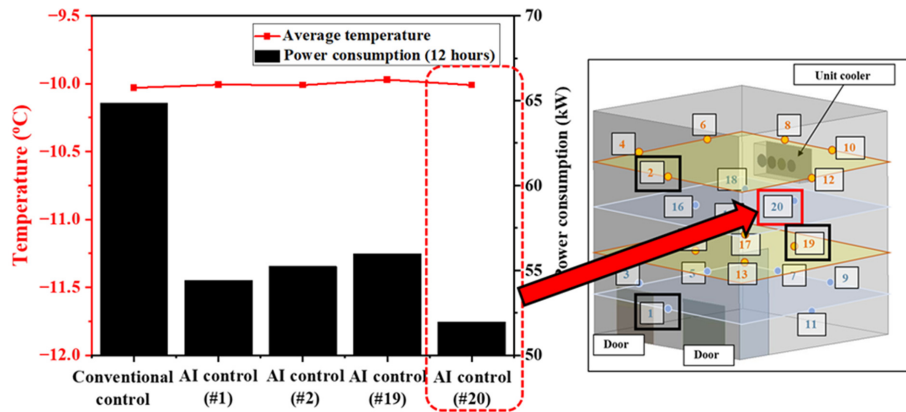 −9.5
−10.0
−10.5
−11.0
−11.5
−12.0
Temperature (ºC)
Average temperature
Power consumption (12 hours)
70
65
60
55
50
Power consumption (kW)
Conventional
control
AI control
(#1)
AI control
(#2)
AI control
(#19)
AI control
(#20)
Unit cooler
6
8
4
10
2
18
12
16
20
17
19
3
5
13
7
9
1
11
Door
Door